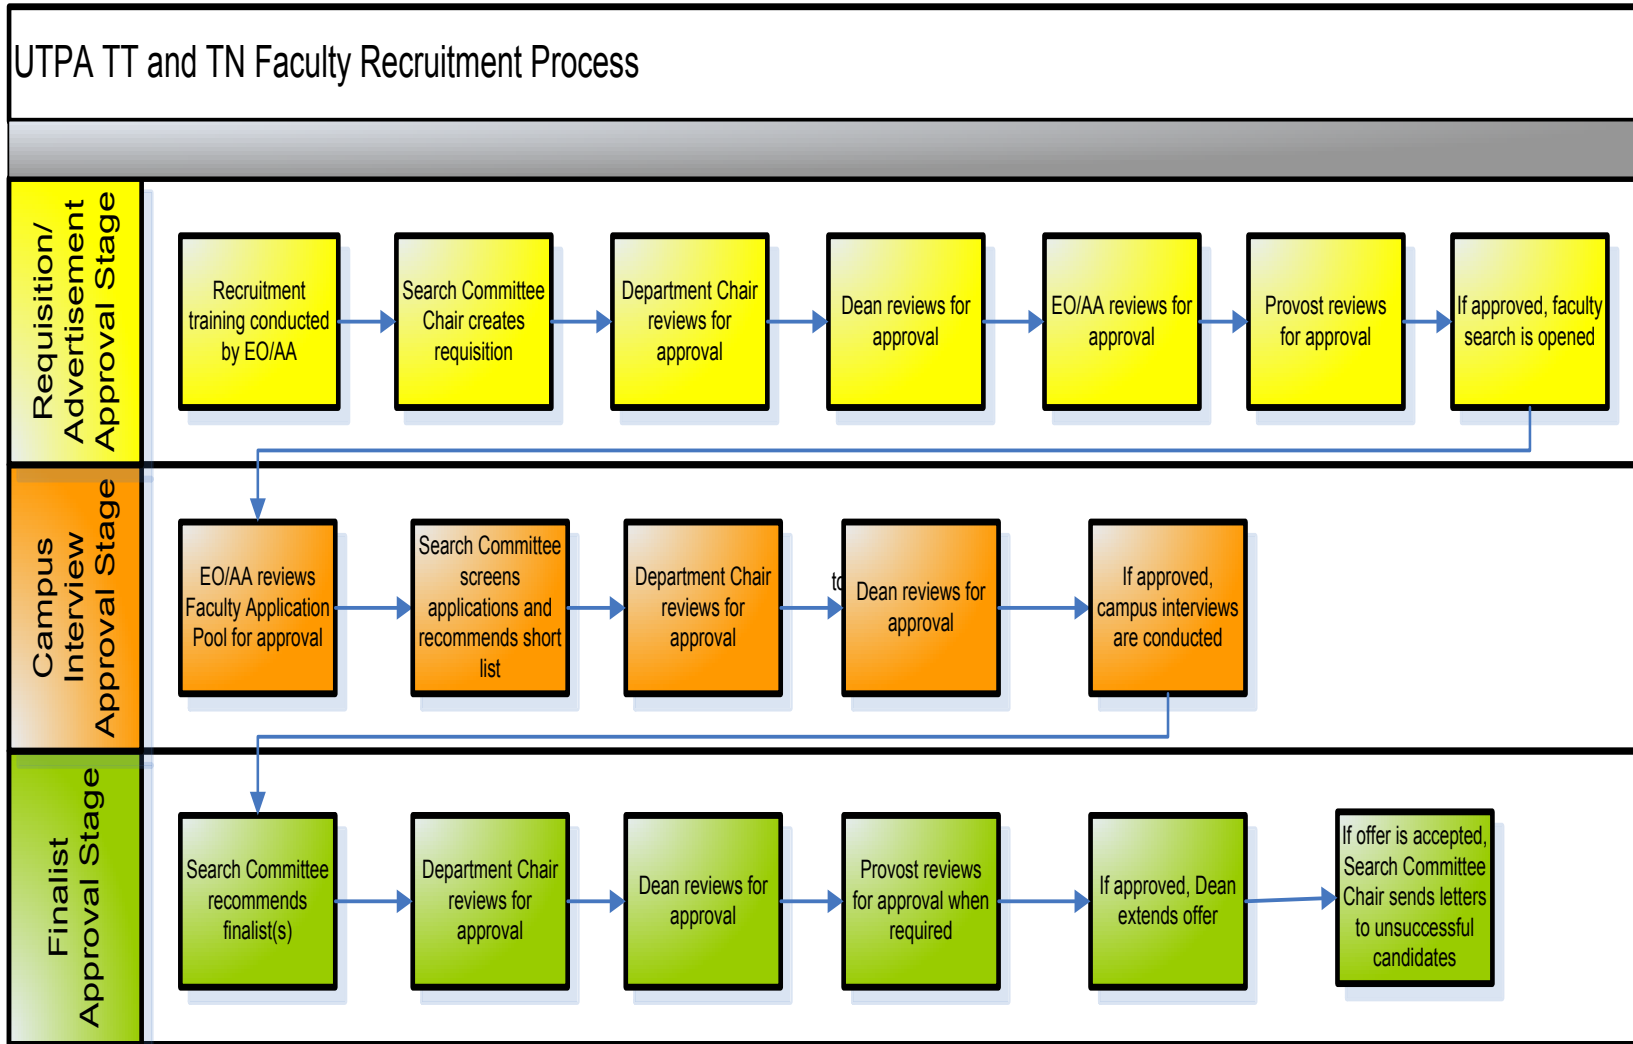 UTPA TT and TN Faculty Recruitment Process
Requisition/
Advertisement
Approval Stage
Recruitment
training conducted
by EO/AA
Search Committee
Chair creates
requisition
Department Chair
reviews for
approval
Dean reviews for
approval
EO/AA reviews for
approval
Provost reviews
for approval
If approved, faculty
search is opened
Campus
Interview
Approval Stage
EO/AA reviews
Faculty Application
Pool for approval
Search Committee
screens
applications and
recommends short
list
Department Chair
reviews for
approval
Dean reviews for
approval
If approved,
campus interviews
are conducted
Finalist
Approval Stage
Search Committee
recommends
finalist(s)
Department Chair
reviews for
approval
Dean reviews for
approval
Provost reviews
for approval when
required
If approved, Dean
extends offer
If offer is accepted,
Search Committee
Chair sends letters
to unsuccessful
candidates